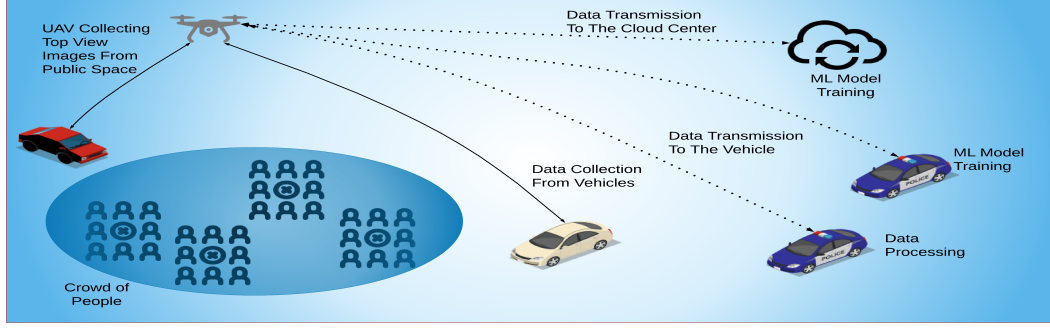 UAV Collecting
Top View
Images From
Public Space
Data Transmission
To The Cloud Center
ML Model
Training
Data Transmission
To The Vehicle
ML Model
Training
POLICE
Data Collection
From Vehicles
Data
Processing
POLICE
Crowd of
People